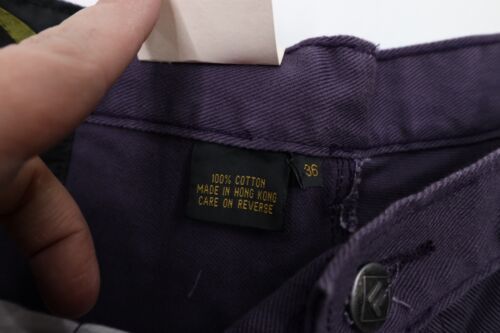 100% COTTON
MADE IN HONG KONG
CARE ON REVERSE
36